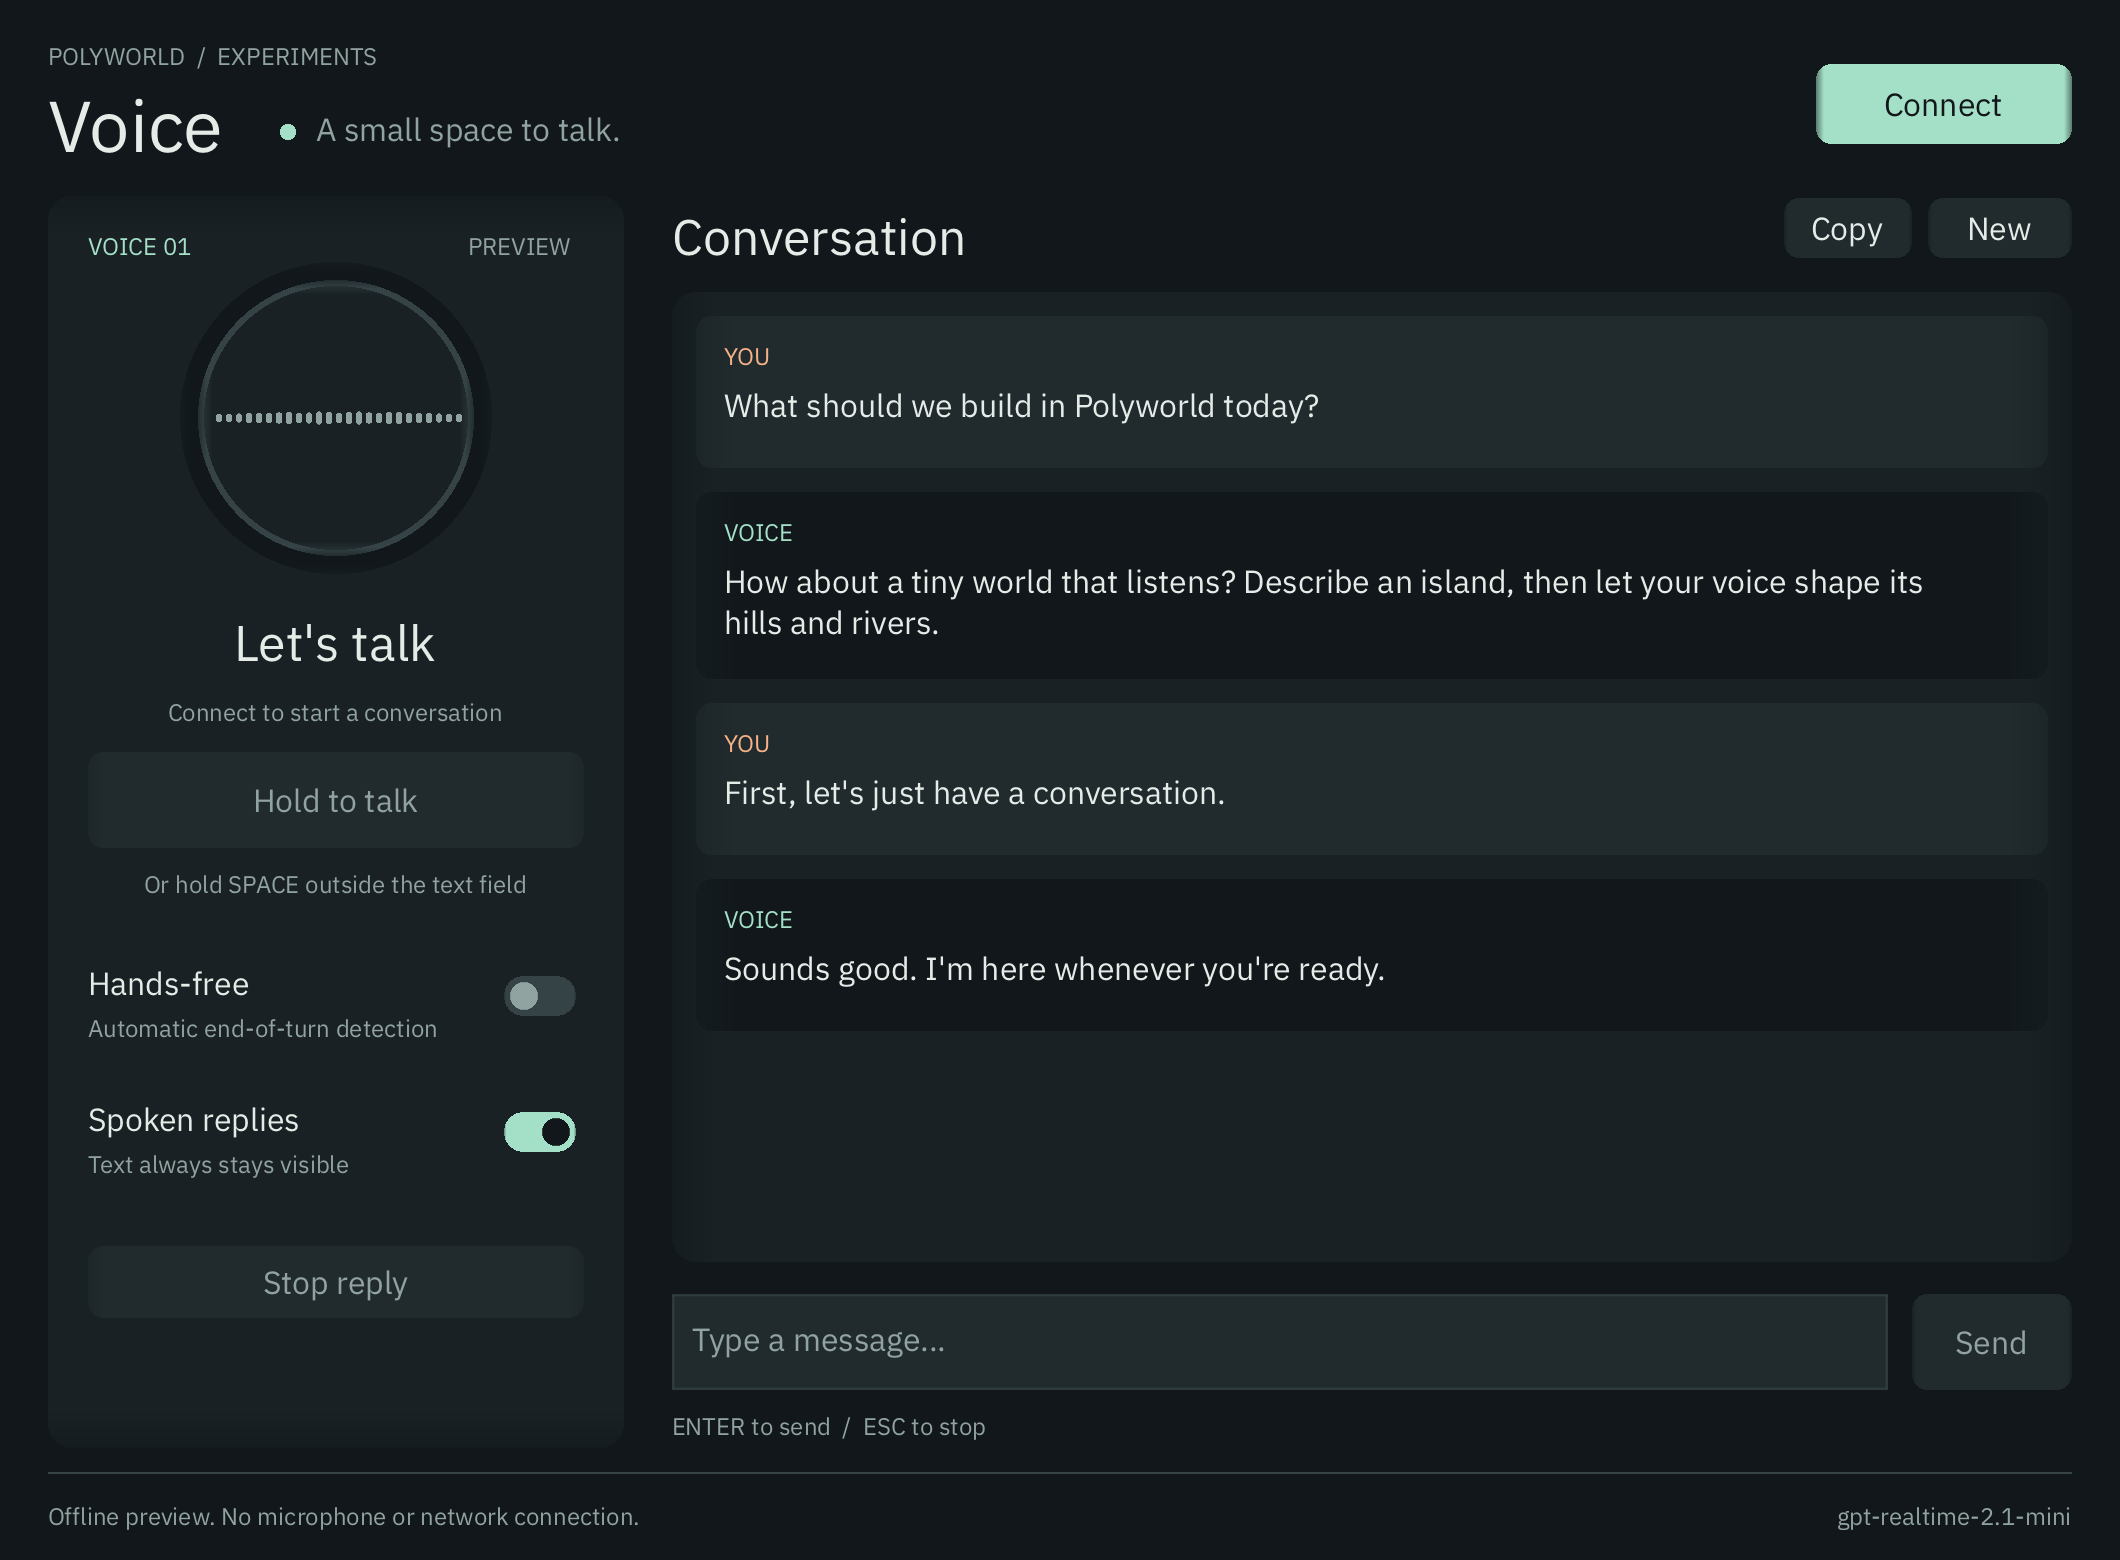 POLYWORLD / EXPERIMENTS
Voice
A small space to talk.
Connect
VOICE 01
PREVIEW
Let's talk
Connect to start a conversation
Hold to talk
Or hold SPACE outside the text field
Hands-free
Automatic end-of-turn detection
Spoken replies
Text always stays visible
Stop reply
Conversation
Copy
New
YOU
What should we build in Polyworld today?
VOICE
How about a tiny world that listens? Describe an island, then let your voice shape its
hills and rivers.
YOU
First, let's just have a conversation.
VOICE
Sounds good. I'm here whenever you're ready.
Type a message...
Send
ENTER to send / ESC to stop
Offline preview. No microphone or network connection.
gpt-realtime-2.1-mini